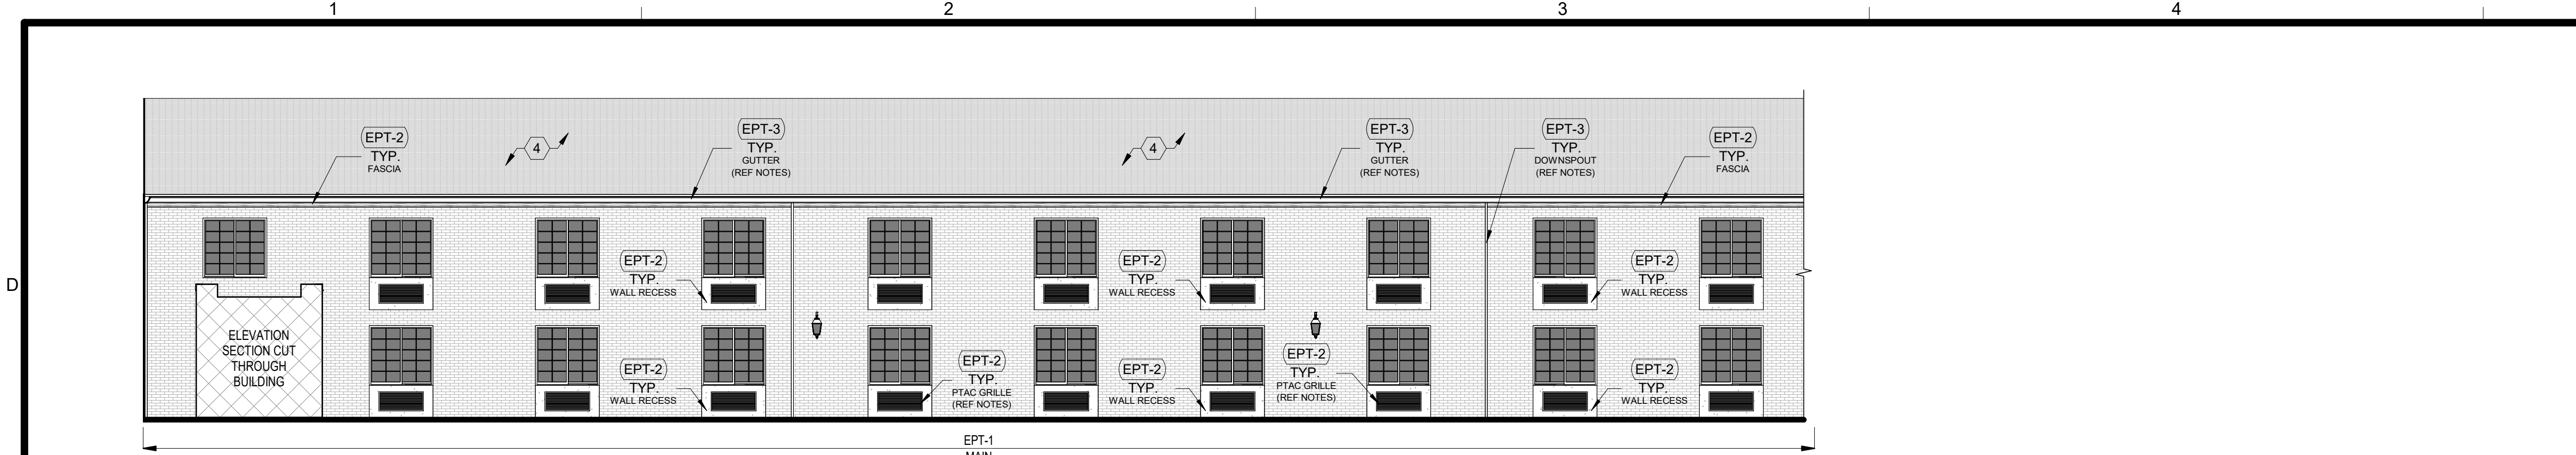 1
2
3
4
D
EPT-2
TYP.
FASCIA
4
EPT-3
TYP.
GUTTER
(REF NOTES)
4
EPT-3
TYP.
GUTTER
(REF NOTES)
EPT-3
TYP.
DOWNSPOUT
(REF NOTES)
EPT-2
TYP.
FASCIA
EPT-2
TYP.
WALL RECESS
EPT-2
TYP.
WALL RECESS
EPT-2
TYP.
WALL RECESS
ELEVATION
SECTION CUT
THROUGH
BUILDING
EPT-2
TYP.
WALL RECESS
EPT-2
TYP.
PTAC GRILLE
(REF NOTES)
EPT-2
TYP.
WALL RECESS
EPT-2
TYP.
PTAC GRILLE
(REF NOTES)
EPT-2
TYP.
WALL RECESS
EPT-1
MAIN